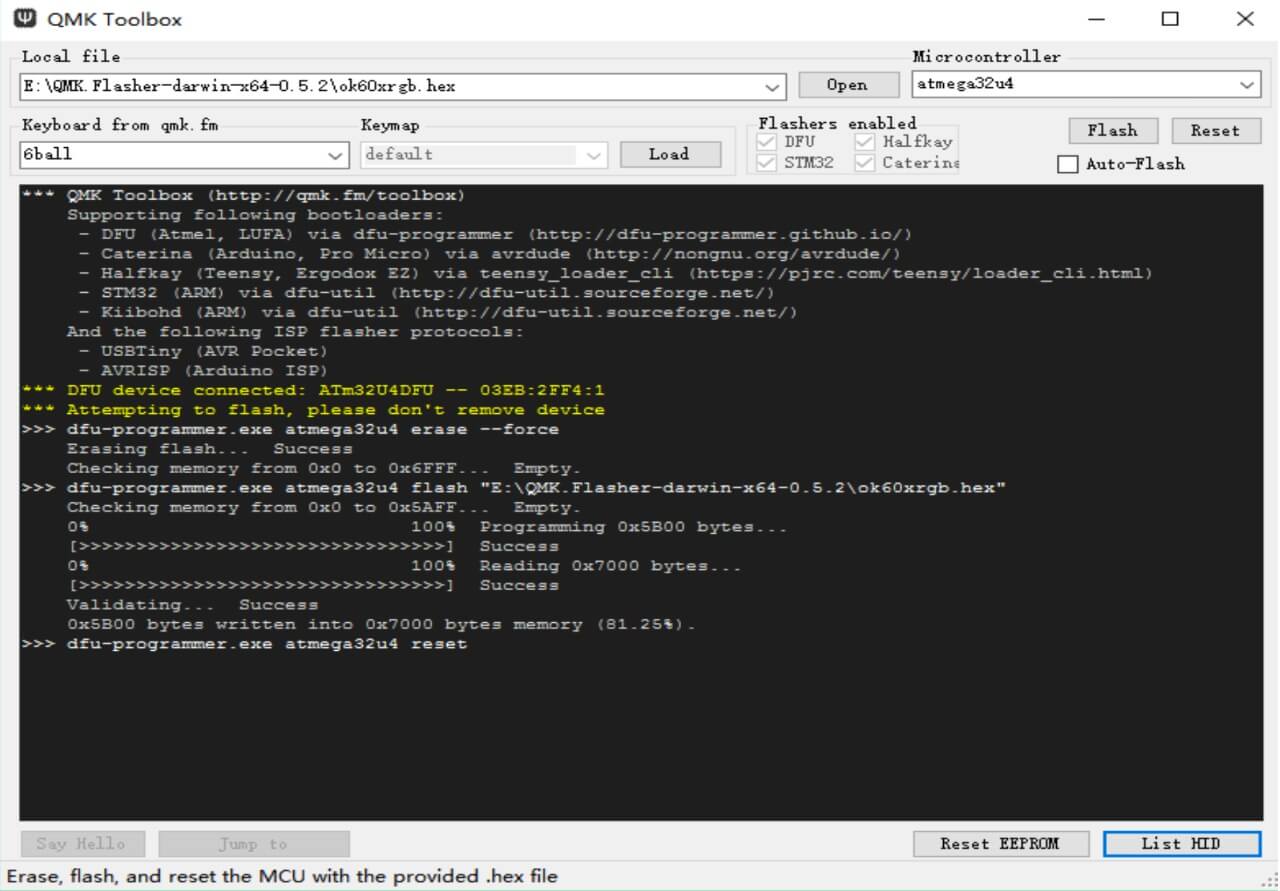 QMK Toolbox
Local file
Microcontroller
E:\QMK.Flasher-darwin-x64-0.5.2\ok60xrgb.hex
Open
atmega32u4
Keyboard from qmk.fm
Keymap
Flashers enabled
6ball
default
Load
DFU
Halfkay
STM32
Caterina
Flash
Reset
Auto-Flash
*** QMK Toolbox (http://qmk.fm/toolbox)
Supporting following bootloaders:
- DFU (Atmel, LUFA) via dfu-programmer (http://dfu-programmer.github.io/)
- Caterina (Arduino, Pro Micro) via avrdude (http://nongnu.org/avrdude/)
- Halfkay (Teensy, Ergodox EZ) via teensy_loader_cli (https://pjrc.com/teensy/loader_cli.html)
- STM32 (ARM) via dfu-util (http://dfu-util.sourceforge.net/)
- Kiibohd (ARM) via dfu-util (http://dfu-util.sourceforge.net/)
And the following ISP flasher protocols:
- USBTiny (AVR Pocket)
- AVRISP (Arduino ISP)
*** DFU device connected: ATm32U4DFU -- 03EB:2FF4:1
*** Attempting to flash, please don't remove device
>>> dfu-programmer.exe atmega32u4 erase --force
Erasing flash... Success
Checking memory from 0x0 to 0x6FFF... Empty.
>>> dfu-programmer.exe atmega32u4 flash "E:\QMK.Flasher-darwin-x64-0.5.2\ok60xrgb.hex"
Checking memory from 0x0 to 0x5AFF... Empty.
0% 100% Programming 0x5B00 bytes...
[>>>>>>>>>>>>>>>>>>>>>>>>>>>>>>>>] Success
0% 100% Reading 0x7000 bytes...
[>>>>>>>>>>>>>>>>>>>>>>>>>>>>>>>>] Success
Validating... Success
0x5B00 bytes written into 0x7000 bytes memory (81.25%).
>>> dfu-programmer.exe atmega32u4 reset
Say Hello
Jump to
Reset EEPROM
List HID
Erase, flash, and reset the MCU with the provided .hex file